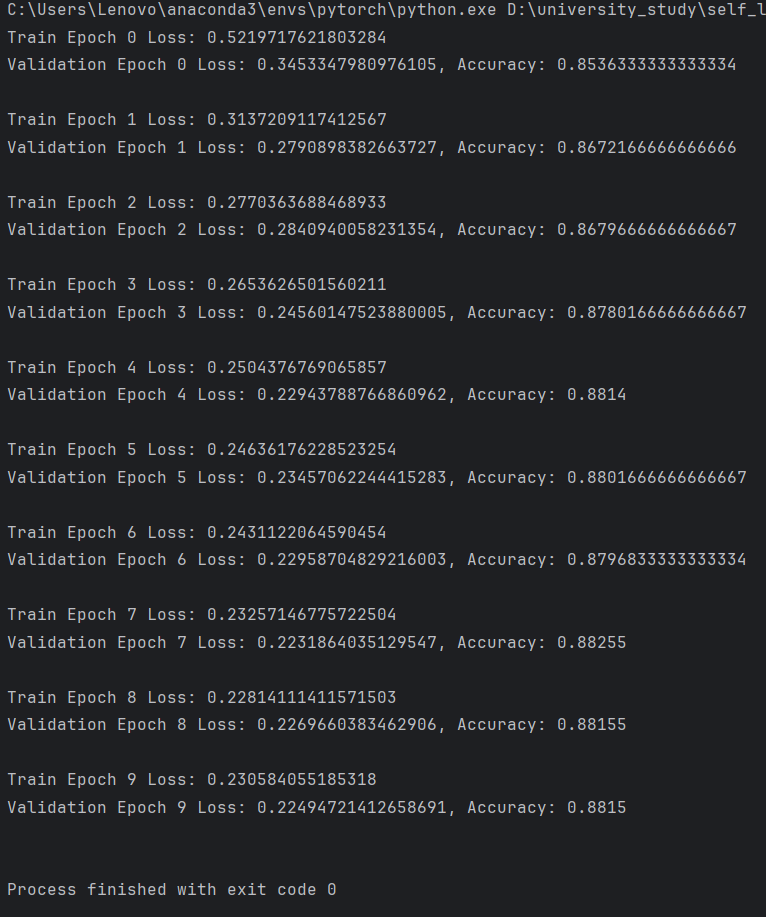 C:\Users\Lenovo\anaconda3\envs\pytorch\python.exe D:\university_study\self_l
Train Epoch 0 Loss: 0.5219717621803284
Validation Epoch 0 Loss: 0.3453347980976105, Accuracy: 0.8536333333333334
Train Epoch 1 Loss: 0.3137209117412567
Validation Epoch 1 Loss: 0.2790898382663727, Accuracy: 0.8672166666666666
Train Epoch 2 Loss: 0.2770363688468933
Validation Epoch 2 Loss: 0.2840940058231354, Accuracy: 0.8679666666666667
Train Epoch 3 Loss: 0.2653626501560211
Validation Epoch 3 Loss: 0.24560147523880005, Accuracy: 0.8780166666666667
Train Epoch 4 Loss: 0.2504376769065857
Validation Epoch 4 Loss: 0.22943788766860962, Accuracy: 0.8814
Train Epoch 5 Loss: 0.24636176228523254
Validation Epoch 5 Loss: 0.23457062244415283, Accuracy: 0.8801666666666667
Train Epoch 6 Loss: 0.2431122064590454
Validation Epoch 6 Loss: 0.22958704829216003, Accuracy: 0.8796833333333334
Train Epoch 7 Loss: 0.23257146775722504
Validation Epoch 7 Loss: 0.2231864035129547, Accuracy: 0.88255
Train Epoch 8 Loss: 0.22814111411571503
Validation Epoch 8 Loss: 0.2269660383462906, Accuracy: 0.88155
Train Epoch 9 Loss: 0.230584055185318
Validation Epoch 9 Loss: 0.22494721412658691, Accuracy: 0.8815
Process finished with exit code 0